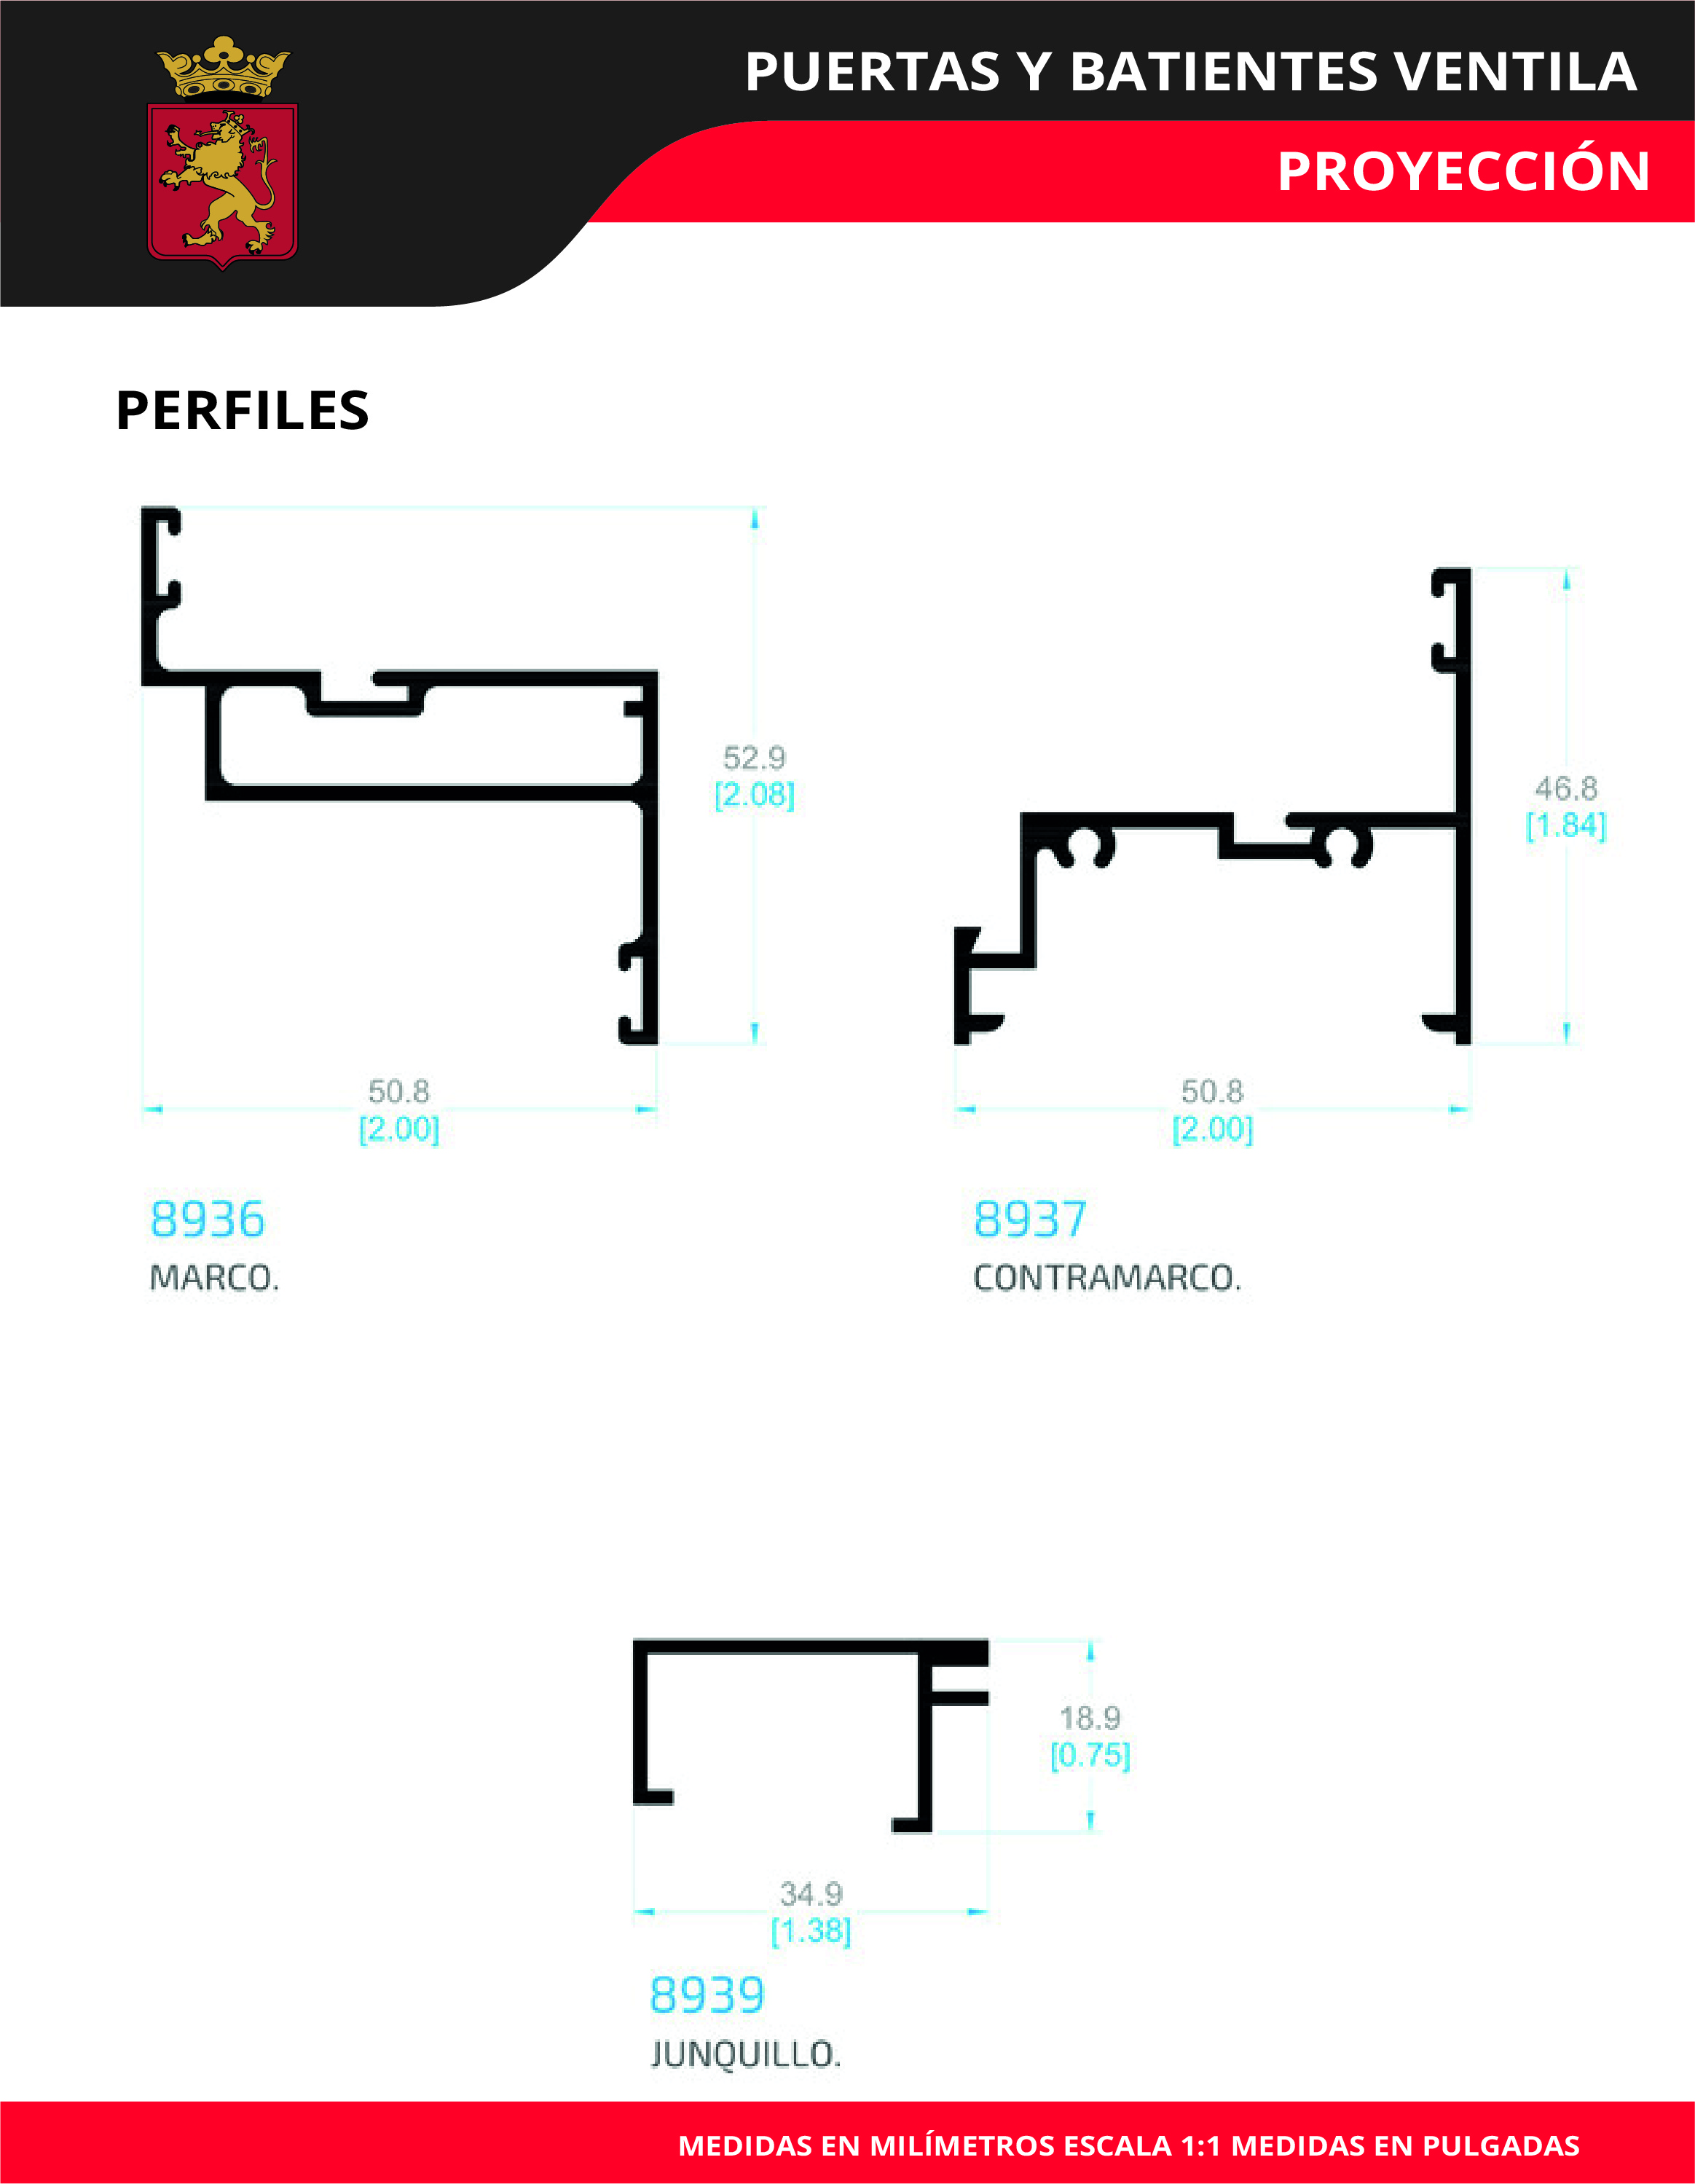 PUERTAS Y BATIENTES VENTILA
PROYECCIÓN
PERFILES
52.9
[2.08]
46.8
[1.84]
50.8
[2.00]
50.8
[2.00]
8936
MARCO.
8937
CONTRAMARCO.
18.9
[0.75]
34.9
[1.38]
8939
JUNQUILLO.
MEDIDAS EN MILÍMETROS ESCALA 1:1 MEDIDAS EN PULGADAS